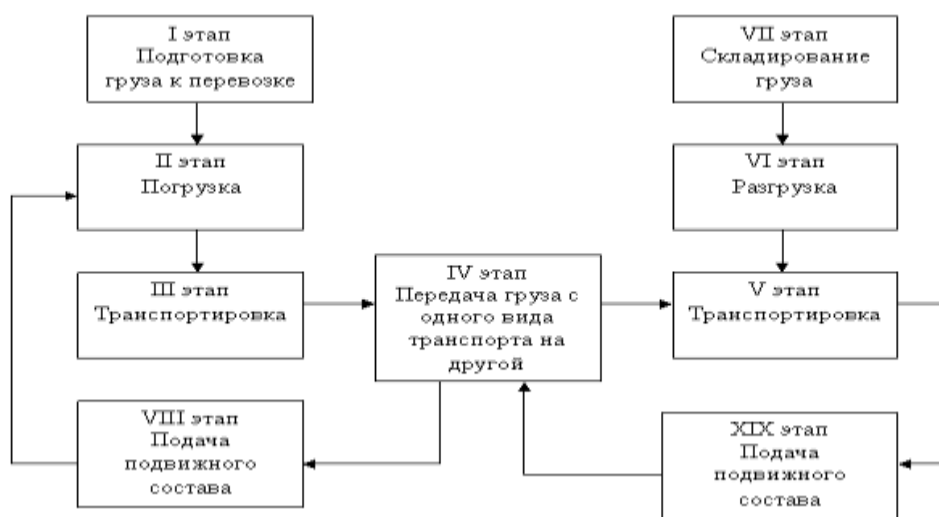 I этап
Подготовка
груза к перевозке
VII этап
Складирование
груза
II этап
Погрузка
VI этап
Разгрузка
III этап
Транспортировка
IV этап
Передача груза с
одного вида
транспорта на
другой
V этап
Транспортировка
VIII этап
Подача
подвижного
состава
XIX этап
Подача
подвижного
состава